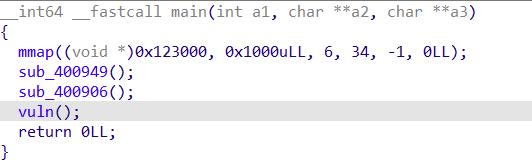 __int64 __fastcall main(int a1, char **a2, char **a3)
{
  mmap((void *)0x123000, 0x1000uLL, 6, 34, -1, 0LL);
  sub_400949();
  sub_400906();
  vuln();
  return 0LL;
}